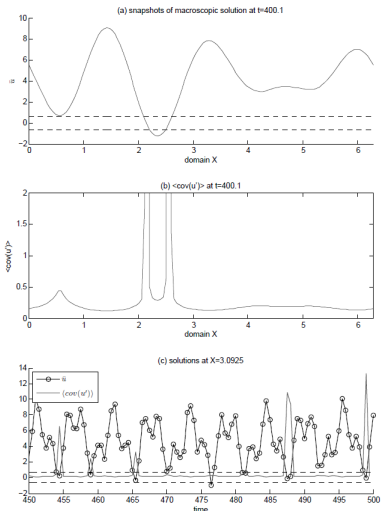 (a) snapshots of macroscopic solution at t=400.1
10
8
6
4
2
0
−2
ū
0 1 2 3 4 5 6
domain X
(b) <cov(u')> at t=400.1
2
1.5
1
0.5
0
<cov(u')>
0 1 2 3 4 5 6
domain X
(c) solutions at X=3.0925
14
12
10
8
6
4
2
0
−2
−4
ū
⟨cov(u')⟩
450 455 460 465 470 475 480 485 490 495 500
time